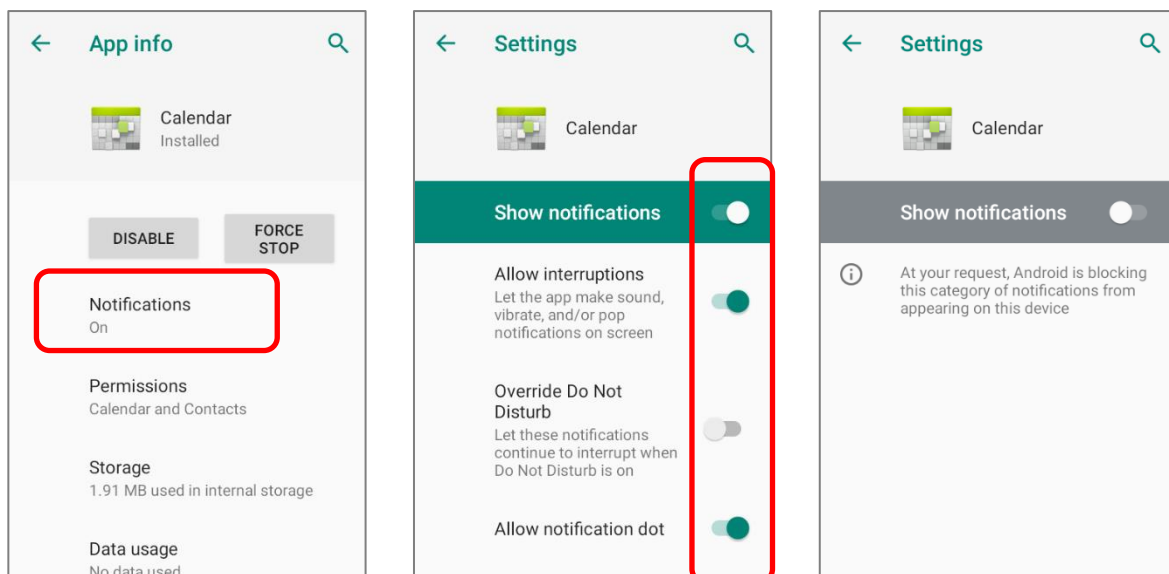 App info
Calendar
Installed
DISABLE
FORCE
STOP
Notifications
On
Permissions
Calendar and Contacts
Storage
1.91 MB used in internal storage
Data usage
No data used
Settings
Calendar
Show notifications
Allow interruptions
Let the app make sound,
vibrate, and/or pop
notifications on screen
Override Do Not
Disturb
Let these notifications
continue to interrupt when
Do Not Disturb is on
Allow notification dot
Settings
Calendar
Show notifications
At your request, Android is blocking
this category of notifications from
appearing on this device